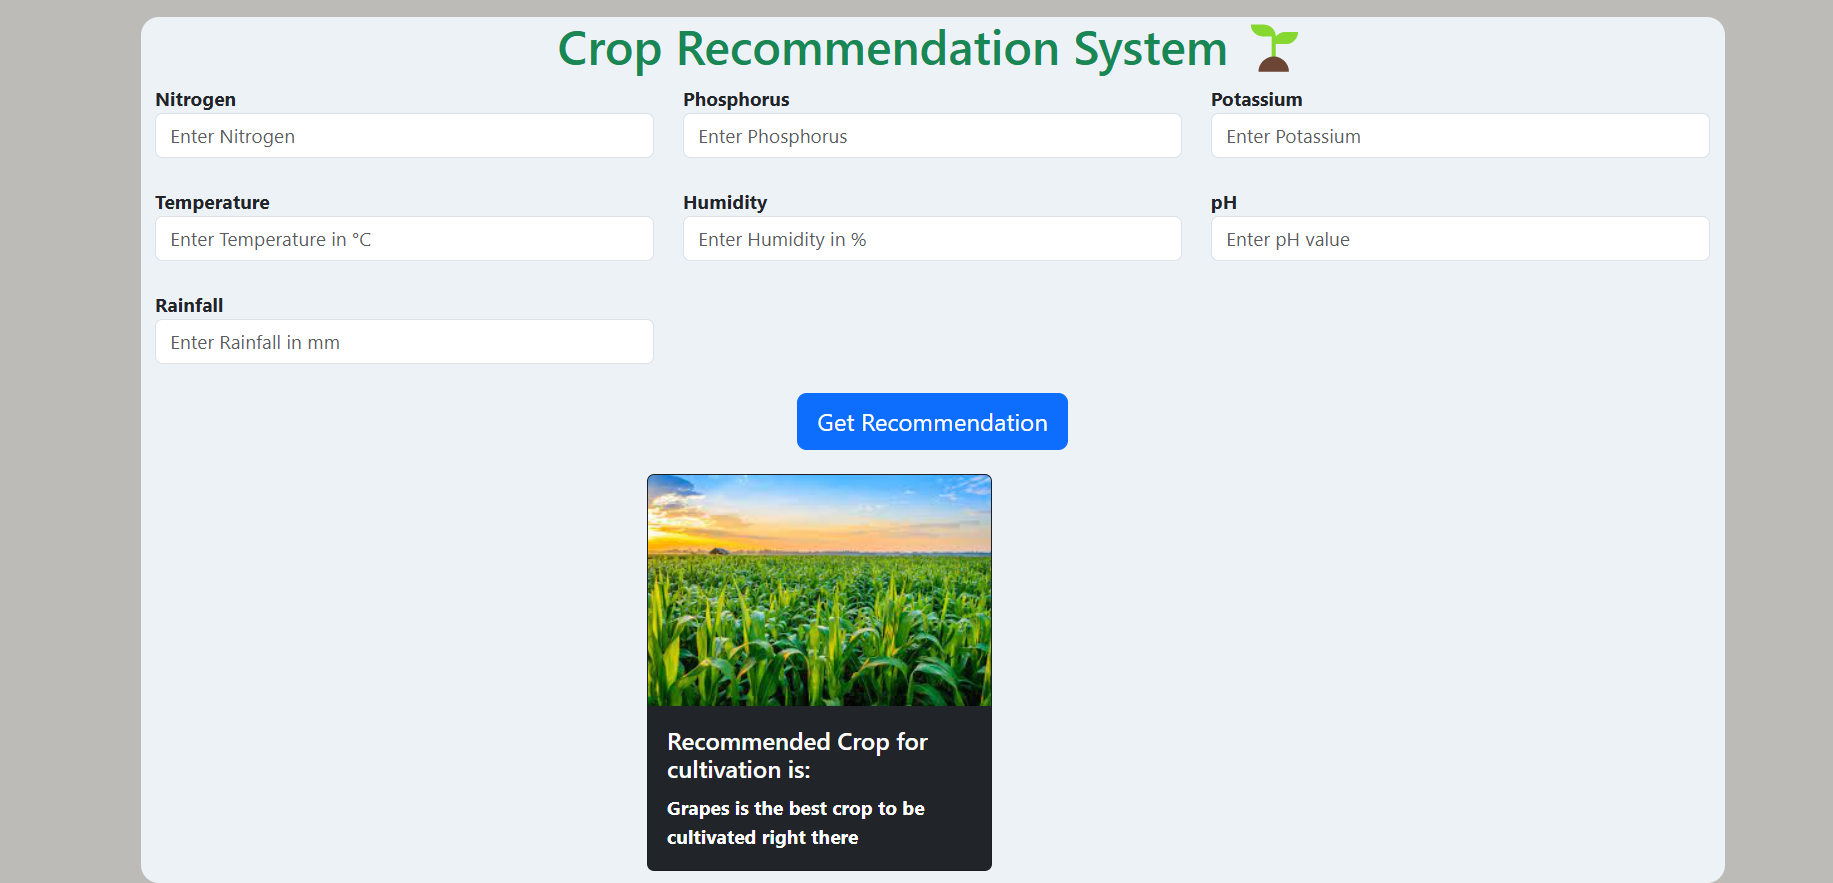 Crop Recommendation System 🌱
Nitrogen
Phosphorus
Potassium
Enter Nitrogen
Enter Phosphorus
Enter Potassium
Temperature
Humidity
pH
Enter Temperature in °C
Enter Humidity in %
Enter pH value
Rainfall
Enter Rainfall in mm
Get Recommendation
Recommended Crop for
cultivation is:
Grapes is the best crop to be
cultivated right there